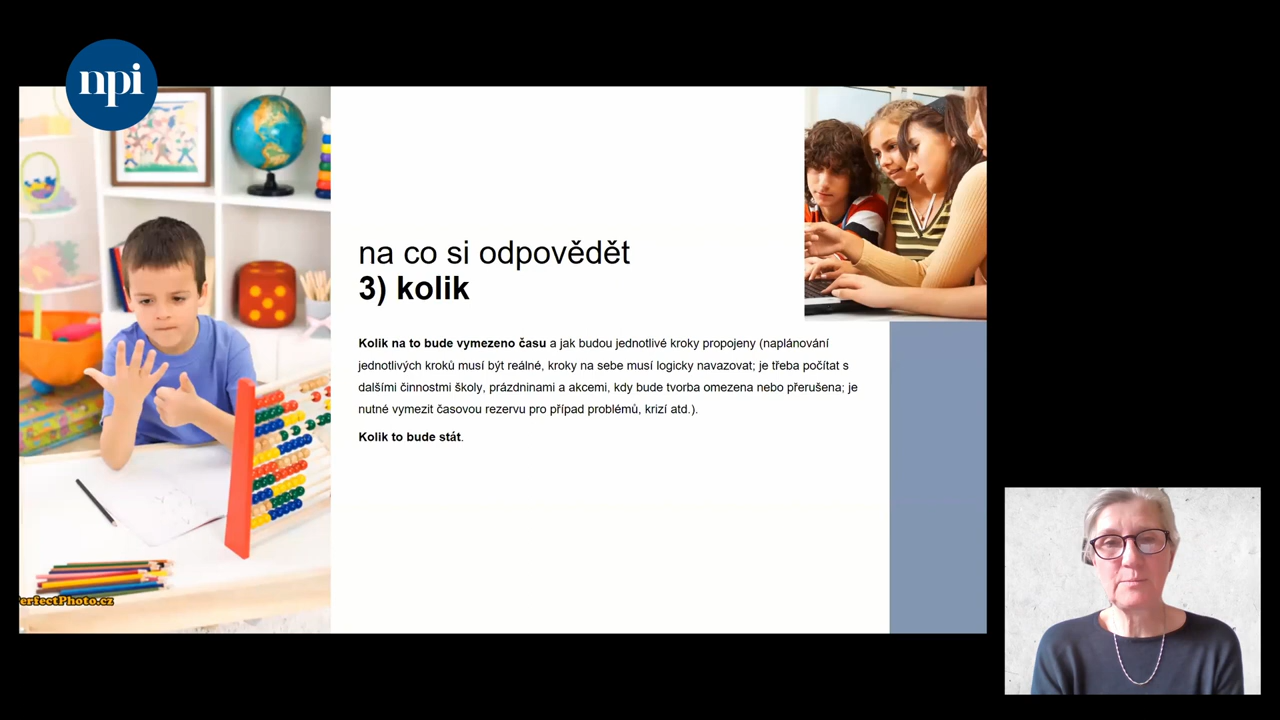 npi
na co si odpovědět
3) kolik
Kolik na to bude vymezeno času a jak budou jednotlivé kroky propojeny (naplánování
jednotlivých kroků musí být reálné, kroky na sebe musí logicky navazovat; je třeba počítat s
dalšími činnostmi školy, prázdninami a akcemi, kdy bude tvorba omezena nebo přerušena; je
nutné vymezit časovou rezervu pro případ problémů, krizí atd.).
Kolik to bude stát.
erfectPhoto.cz